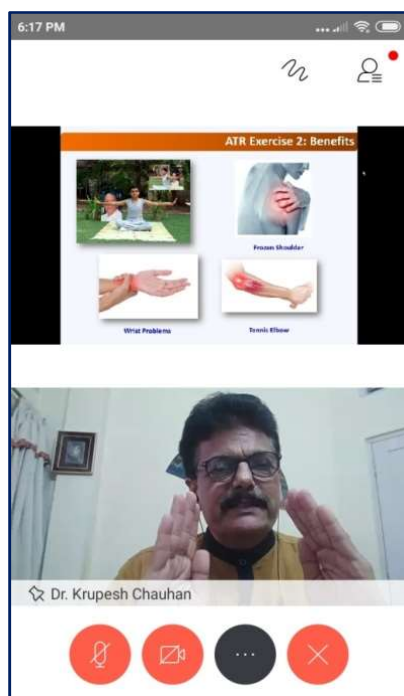 6:17 PM
ATR Exercise 2: Benefits
Frozen Shoulder
Wrist Problems
Tennis Elbow
Dr. Krupesh Chauhan